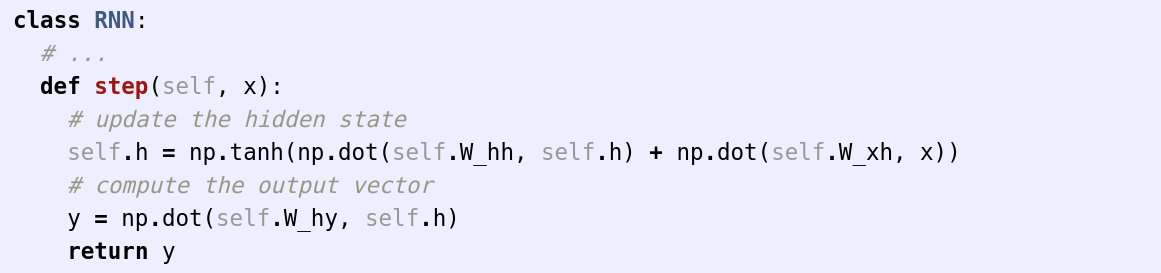 class RNN:
  # ...
  def step(self, x):
    # update the hidden state
    self.h = np.tanh(np.dot(self.W_hh, self.h) + np.dot(self.W_xh, x))
    # compute the output vector
    y = np.dot(self.W_hy, self.h)
    return y